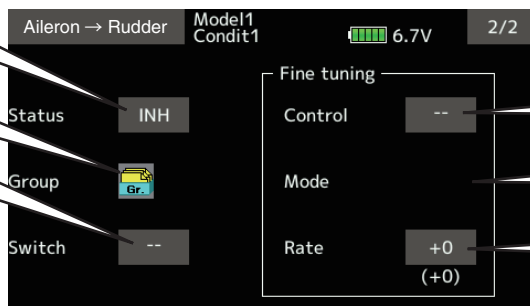 Aileron → Rudder
Model1
Condit1
6.7V
2/2
Status
INH
Group
Gr.
Switch
--
Fine tuning
Control
--
Mode
Rate
+0
(+0)